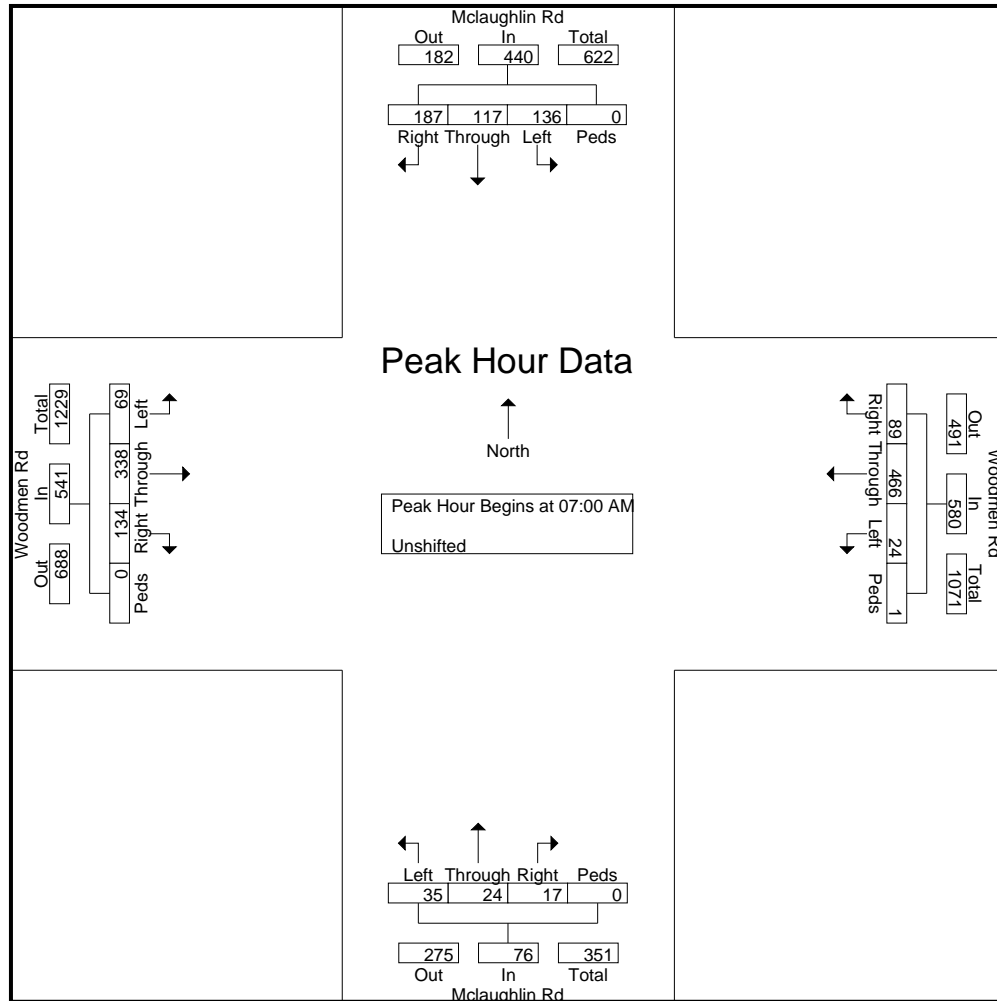 Mclaughlin Rd
Out In Total
182 440 622
187 117 136 0
Right Through Left Peds
Peak Hour Data
North
Peak Hour Begins at 07:00 AM
Unshifted
Woodmen Rd
Out In Total
688 541 1229
Left Through Right Peds
69 338 134 0
Woodmen Rd
Out In Total
491 580 1071
Right Through Left Peds
89 466 24 1
Left Through Right Peds
35 24 17 0
275 76 351
Out In Total
Mclaughlin Rd